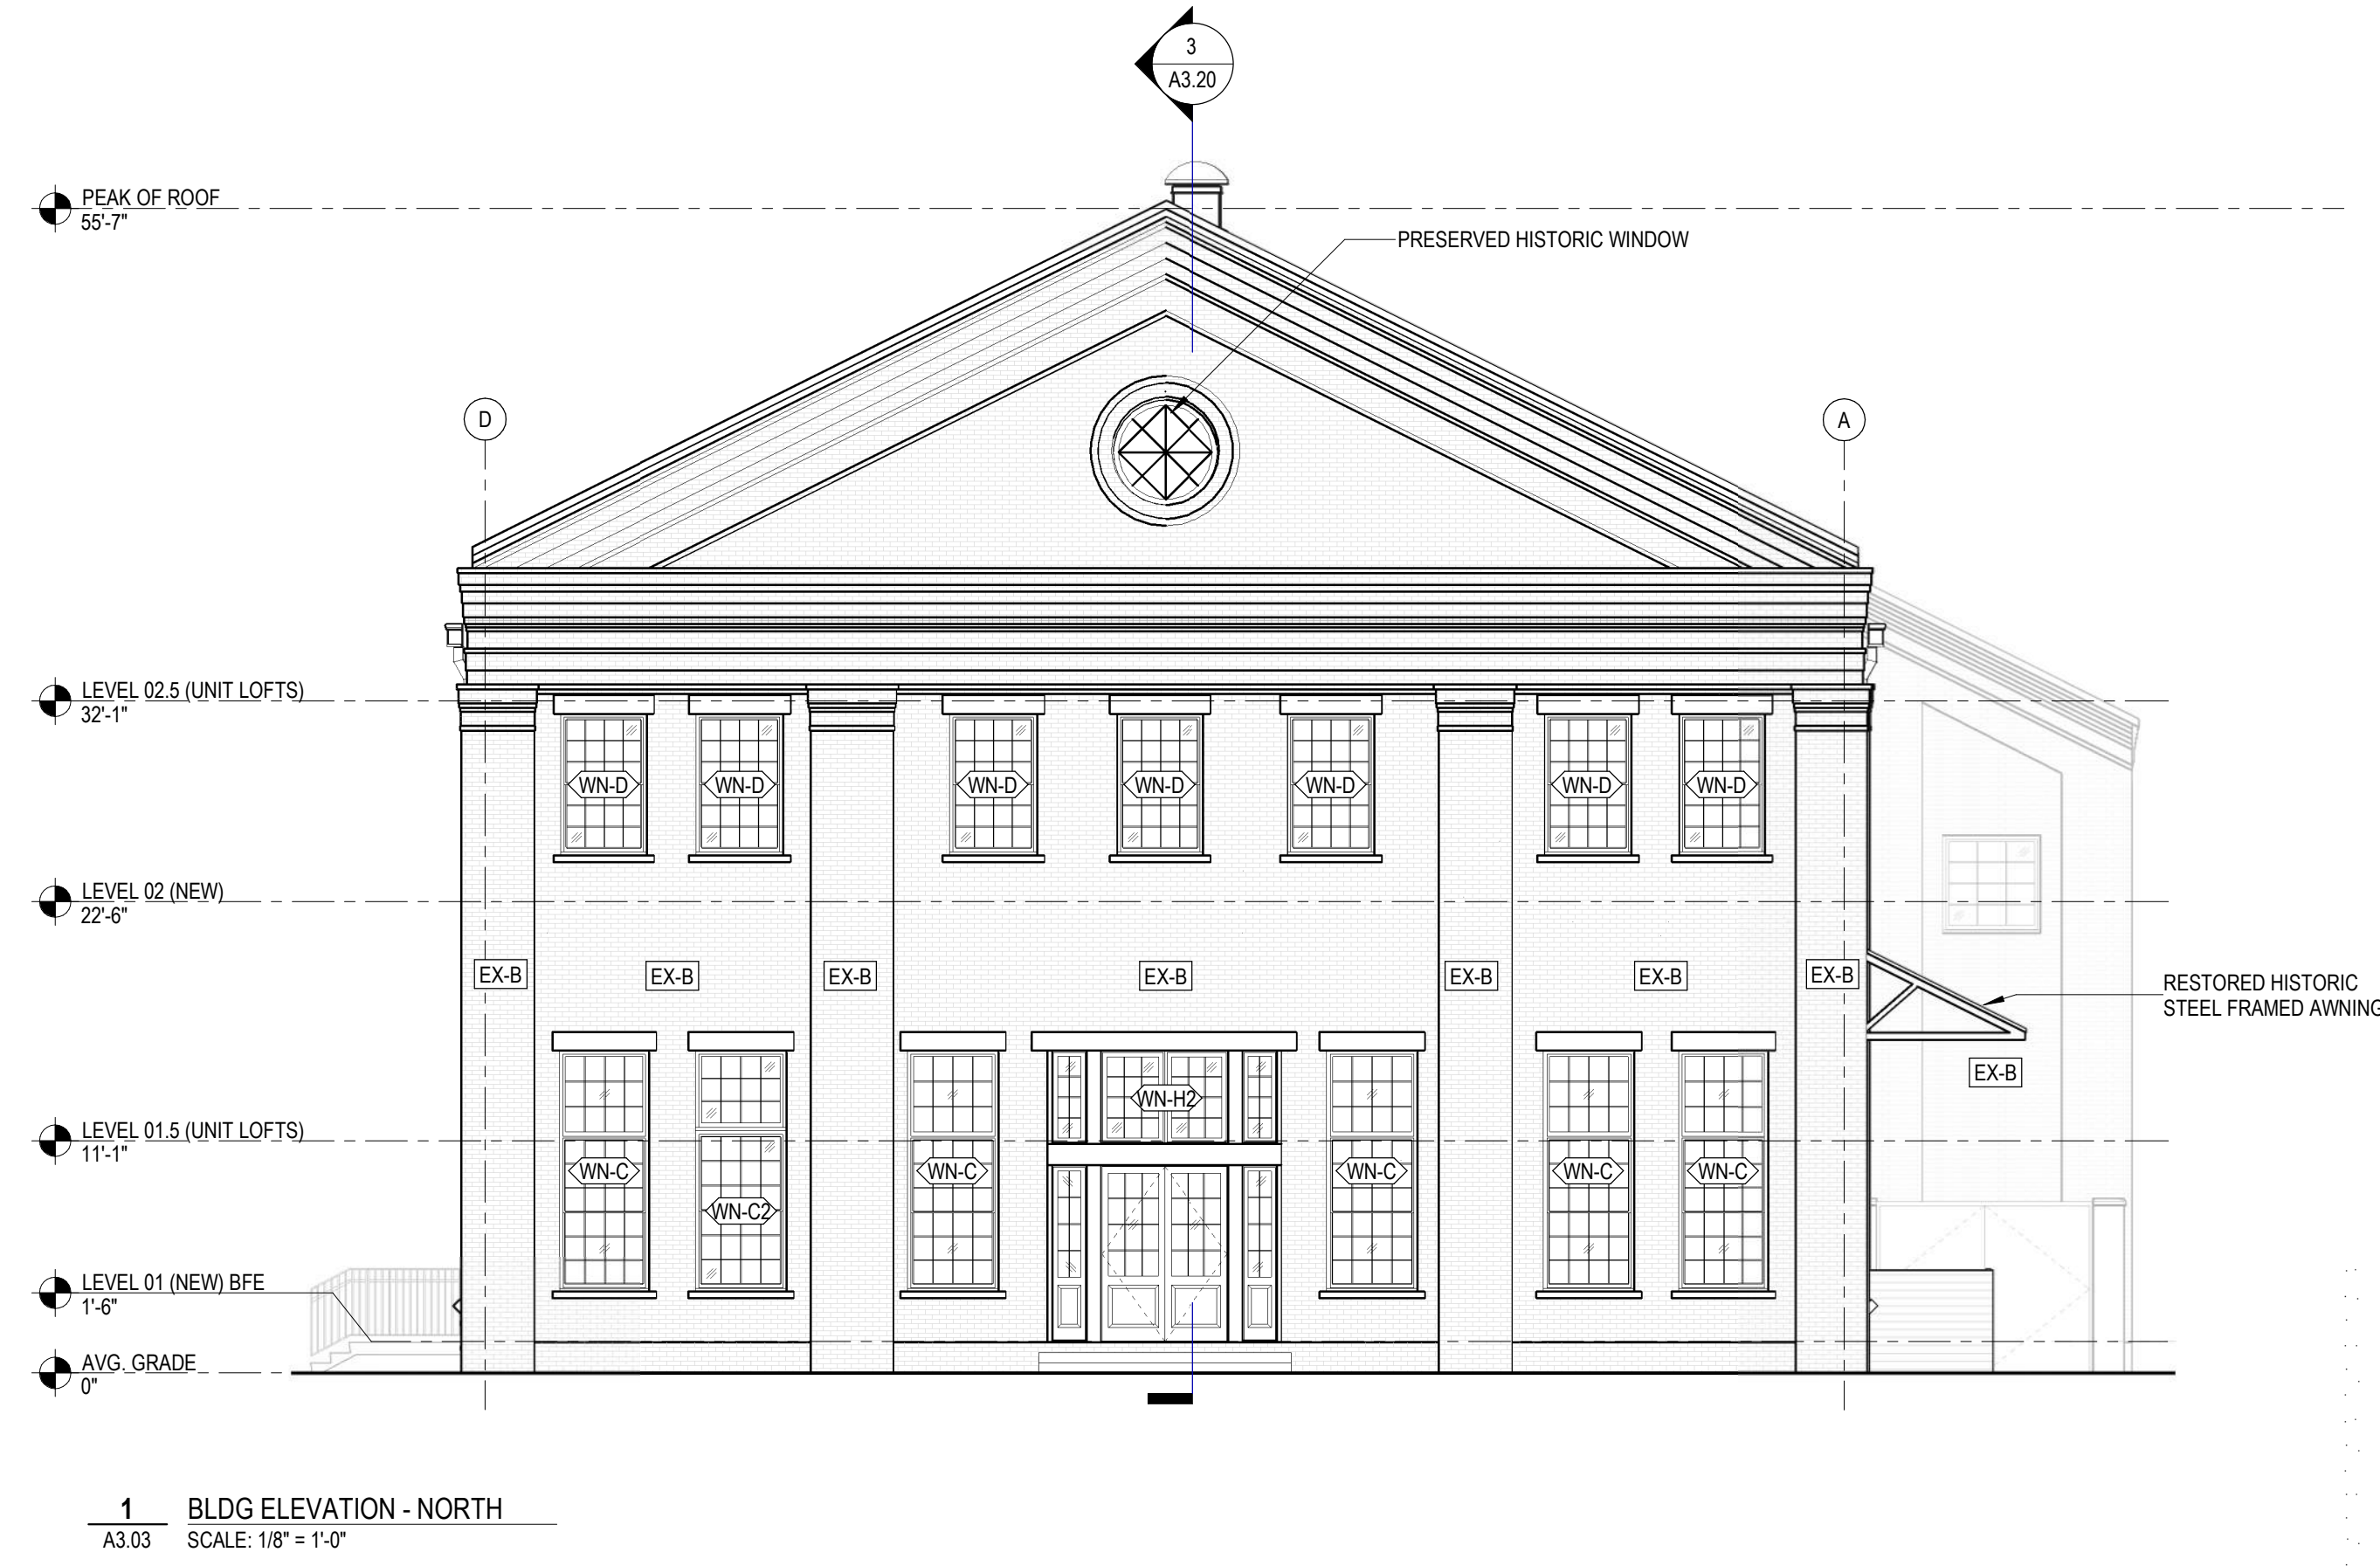 3
A3.20
PEAK OF ROOF
55'-7"
PRESERVED HISTORIC WINDOW
D
A
LEVEL 02.5 (UNIT LOFTS)
32'-1"
WN-D
WN-D
WN-D
WN-D
WN-D
WN-D
WN-D
LEVEL 02 (NEW)
22'-6"
EX-B
EX-B
EX-B
EX-B
EX-B
EX-B
EX-B
RESTORED HISTORIC
STEEL FRAMED AWNING
EX-B
WN-H2
LEVEL 01.5 (UNIT LOFTS)
11'-1"
WN-C
WN-C2
WN-C
WN-C
WN-C
WN-C
LEVEL 01 (NEW) BFE
1'-6"
AVG. GRADE
0"
1
A3.03
BLDG ELEVATION - NORTH
SCALE: 1/8" = 1'-0"